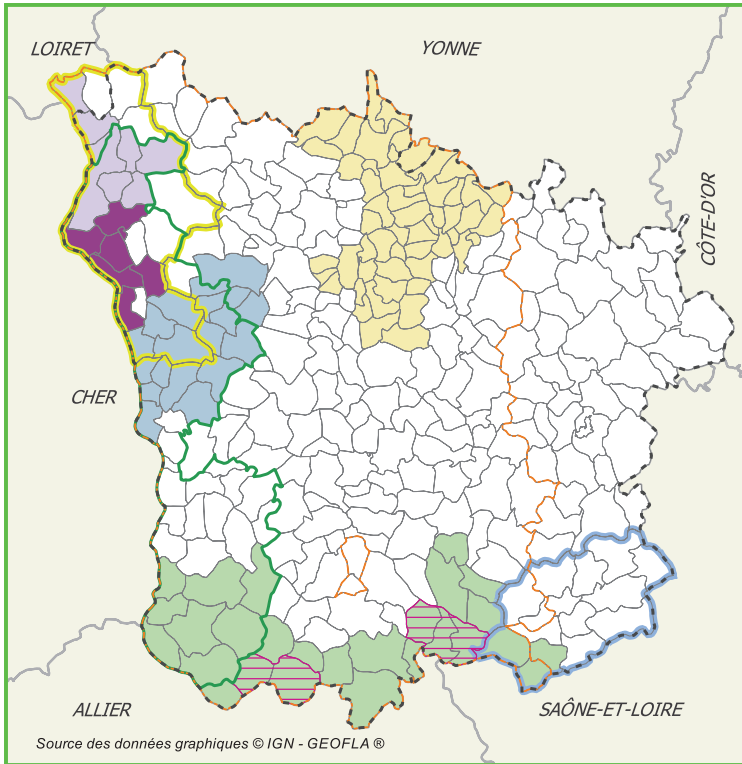 LOIRET
YONNE
CÔTE-D'OR
CHER
ALLIER
SAÔNE-ET-LOIRE
Source des données graphiques © IGN - GEOFLA ®